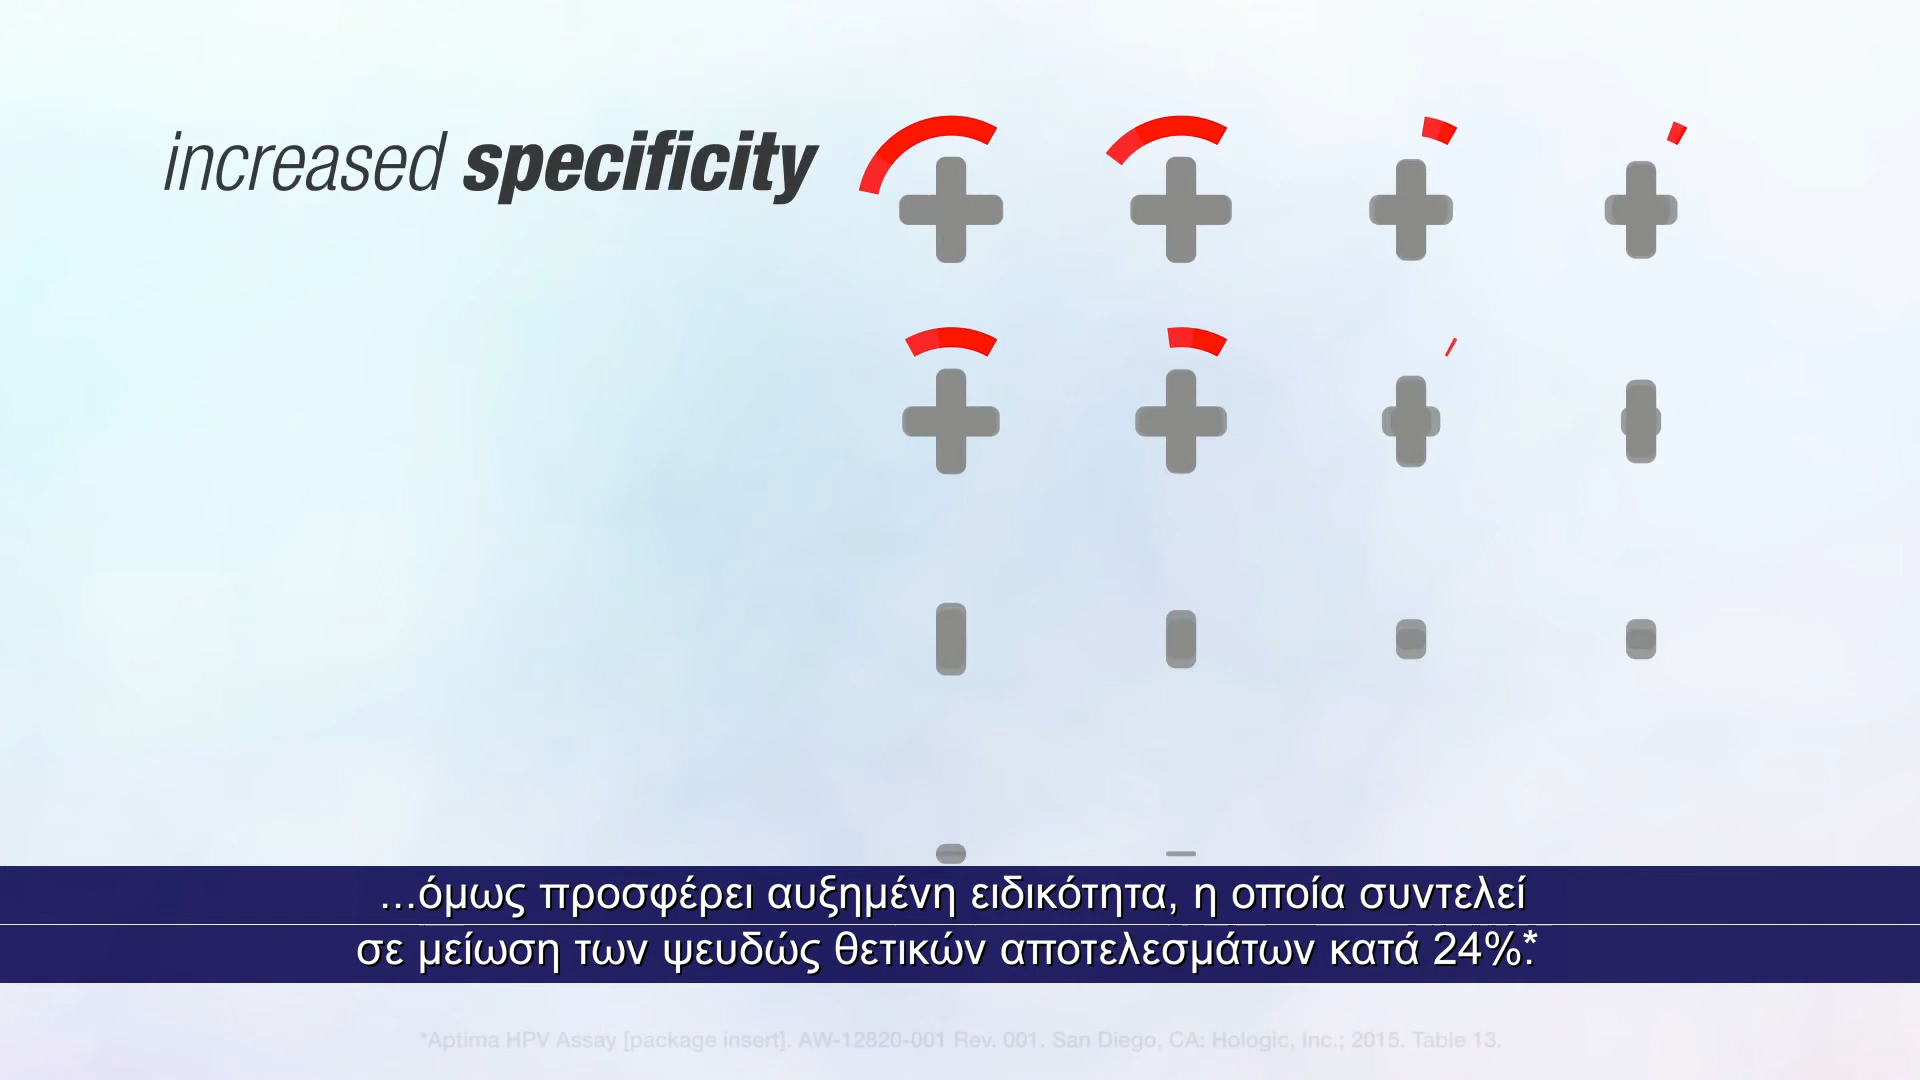 increased specificity
...όμως προσφέρει αυξημένη ειδικότητα, η οποία συντελεί
σε μείωση των ψευδώς θετικών αποτελεσμάτων κατά 24%*.
*Aptima HPV Assay [package insert]. AW-12820-001 Rev. 001. San Diego, CA: Hologic, Inc.; 2015. Table 13.